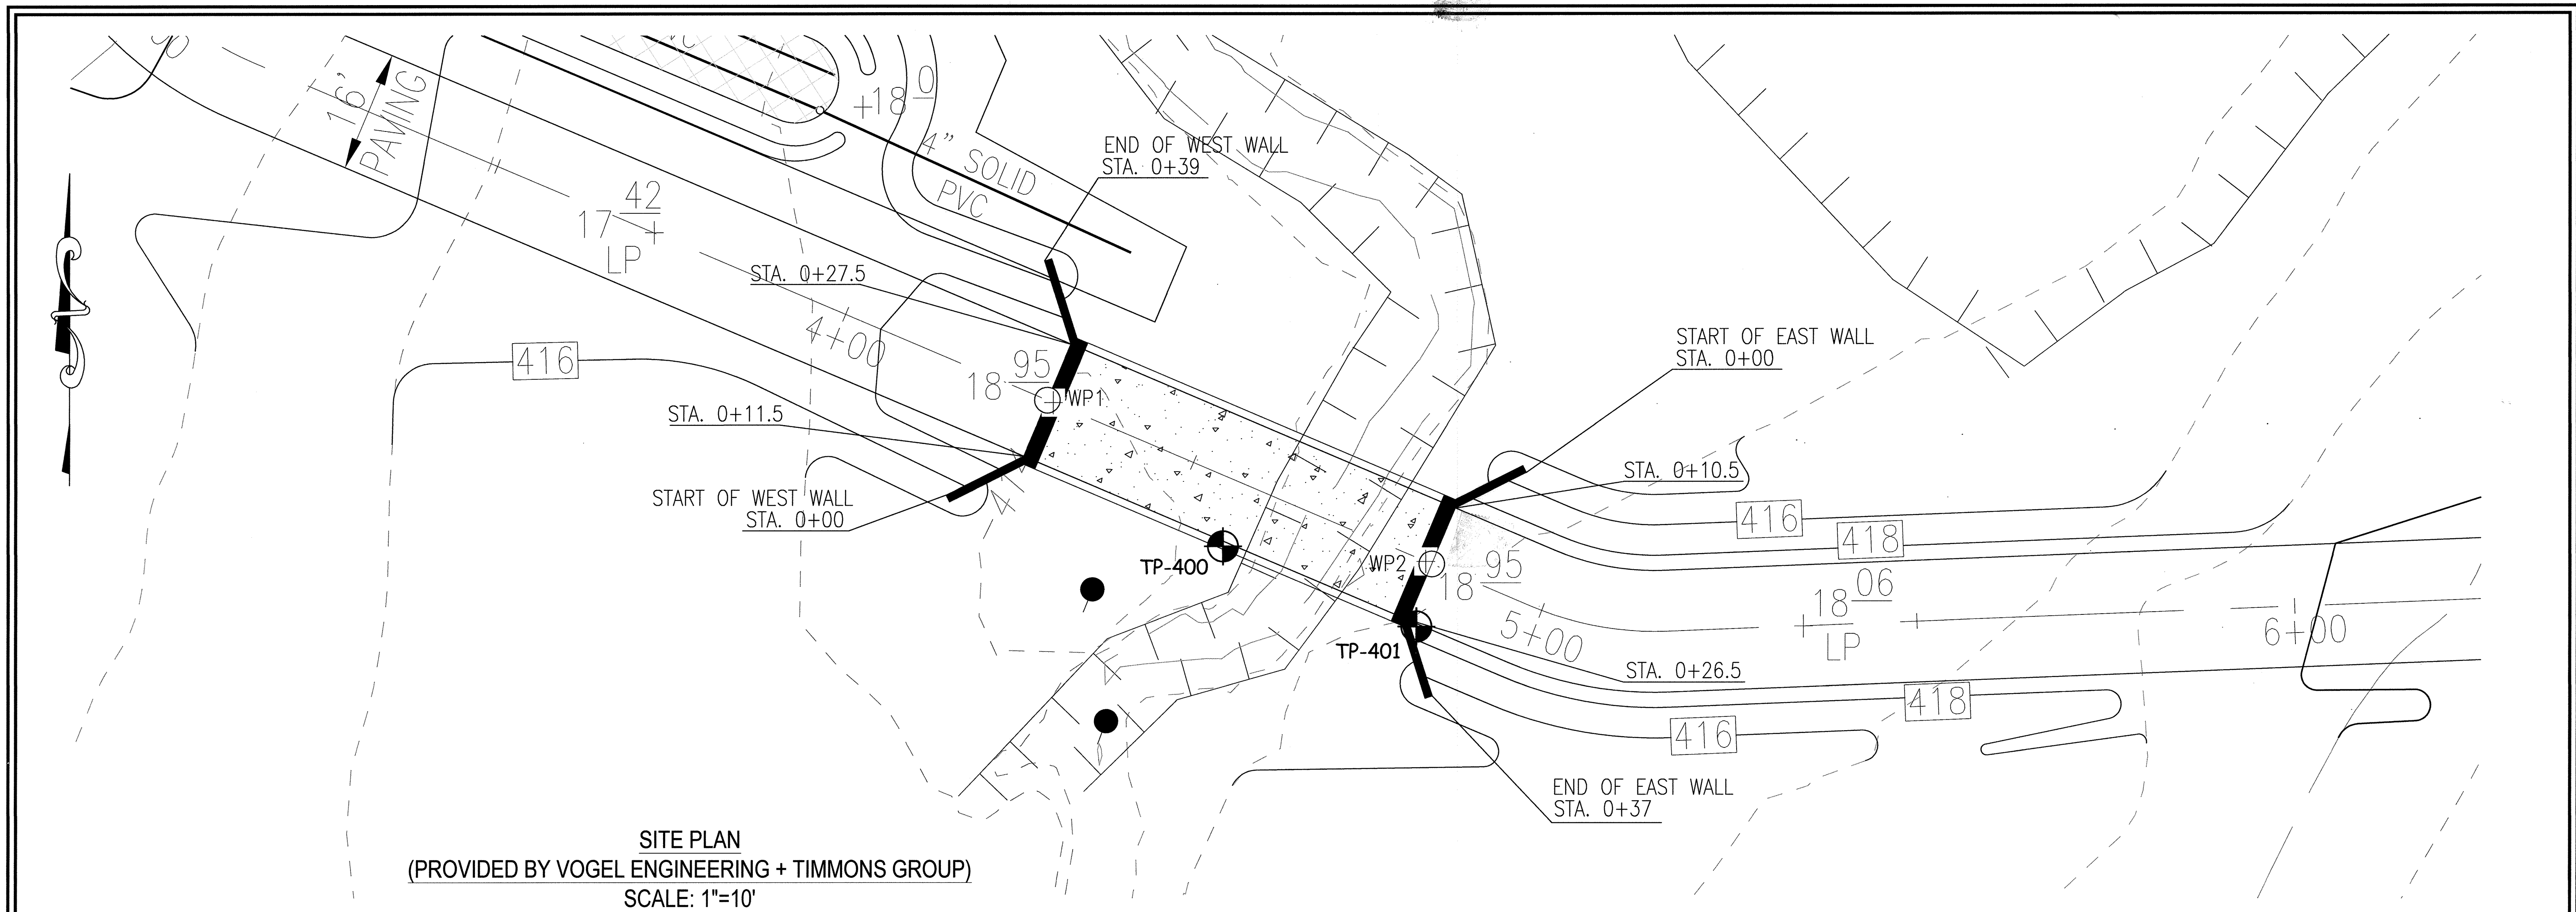 16'
PAVING
+18 0
4" SOLID
PVC
END OF WEST WALL
STA. 0+39
17 42
LP
STA. 0+27.5
4+00
416
18 95
WP1
STA. 0+11.5
START OF EAST WALL
STA. 0+00
START OF WEST WALL
STA. 0+00
STA. 0+10.5
416
418
TP-400
WP2
18 95
18 06
LP
5+00
6+00
TP-401
STA. 0+26.5
418
416
END OF EAST WALL
STA. 0+37
SITE PLAN
(PROVIDED BY VOGEL ENGINEERING + TIMMONS GROUP)
SCALE: 1"=10'